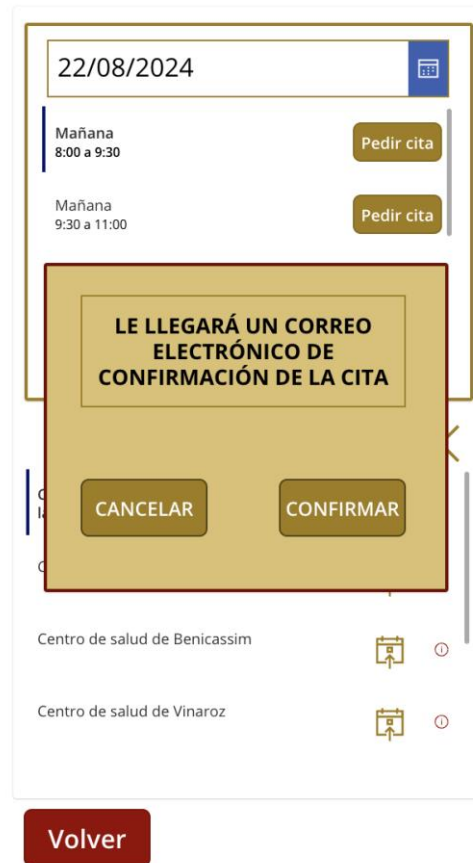 22/08/2024
Mañana
8:00 a 9:30
Pedir cita
Mañana
9:30 a 11:00
Pedir cita
LE LLEGARÁ UN CORREO
ELECTRÓNICO DE
CONFIRMACIÓN DE LA CITA
CANCELAR
CONFIRMAR
Centro de salud de Benicassim
Centro de salud de Vinaroz
Volver